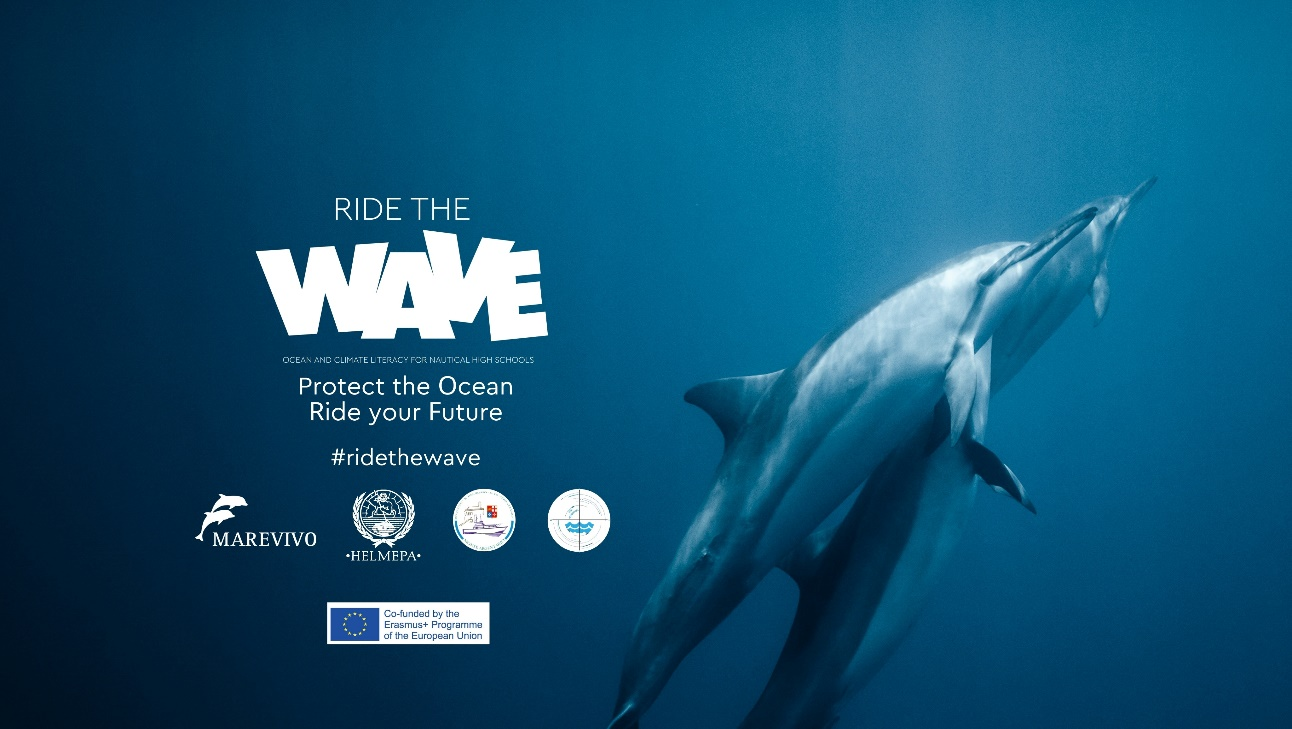 RIDE THE
WAVE
OCEAN AND CLIMATE LITERACY FOR NAUTICAL HIGH SCHOOLS
Protect the Ocean
Ride your Future
#ridethewave
MAREVIVO
•HELMEPA•
Co-funded by the
Erasmus+ Programme
of the European Union